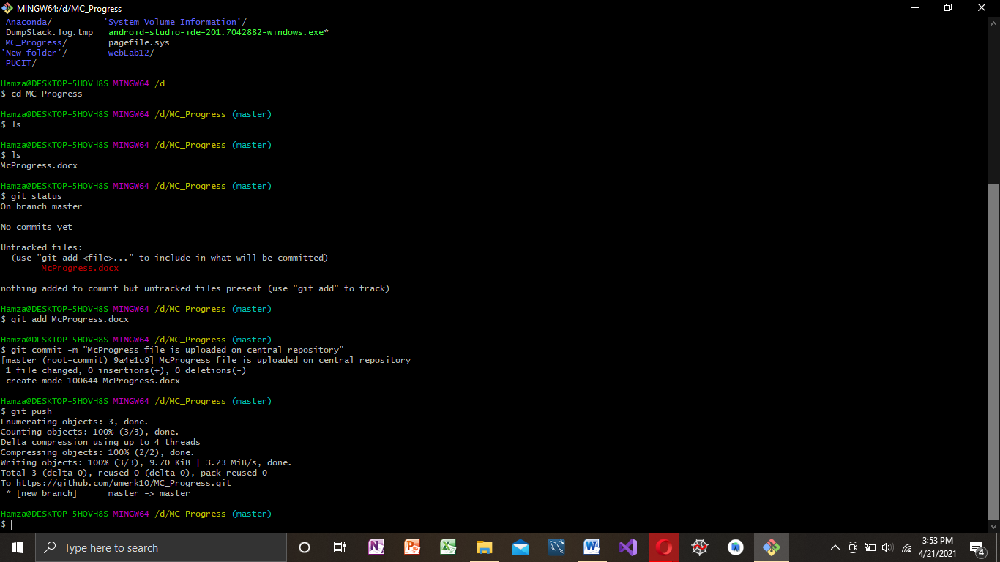 MINGW64:/d/MC_Progress
Anaconda/ 'System Volume Information'/
DumpStack.log.tmp android-studio-ide-201.7042882-windows.exe*
MC_Progress/ pagefile.sys
'New folder'/ webLab12/
PUCIT/
Hamza@DESKTOP-5HOVH8S MINGW64 /d
$ cd MC_Progress
Hamza@DESKTOP-5HOVH8S MINGW64 /d/MC_Progress (master)
$ ls
Hamza@DESKTOP-5HOVH8S MINGW64 /d/MC_Progress (master)
$ ls
McProgress.docx
Hamza@DESKTOP-5HOVH8S MINGW64 /d/MC_Progress (master)
$ git status
On branch master
No commits yet
Untracked files:
(use "git add <file>..." to include in what will be committed)
McProgress.docx
nothing added to commit but untracked files present (use "git add" to track)
Hamza@DESKTOP-5HOVH8S MINGW64 /d/MC_Progress (master)
$ git add McProgress.docx
Hamza@DESKTOP-5HOVH8S MINGW64 /d/MC_Progress (master)
$ git commit -m "McProgress file is uploaded on central repository"
[master (root-commit) 9a4e1c9] McProgress file is uploaded on central repository
1 file changed, 0 insertions(+), 0 deletions(-)
create mode 100644 McProgress.docx
Hamza@DESKTOP-5HOVH8S MINGW64 /d/MC_Progress (master)
$ git push
Enumerating objects: 3, done.
Counting objects: 100% (3/3), done.
Delta compression using up to 4 threads
Compressing objects: 100% (2/2), done.
Writing objects: 100% (3/3), 9.70 KiB | 3.23 MiB/s, done.
Total 3 (delta 0), reused 0 (delta 0), pack-reused 0
To https://github.com/umerk10/MC_Progress.git
* [new branch] master -> master
Hamza@DESKTOP-5HOVH8S MINGW64 /d/MC_Progress (master)
$
Type here to search
3:53 PM
4/21/2021
4